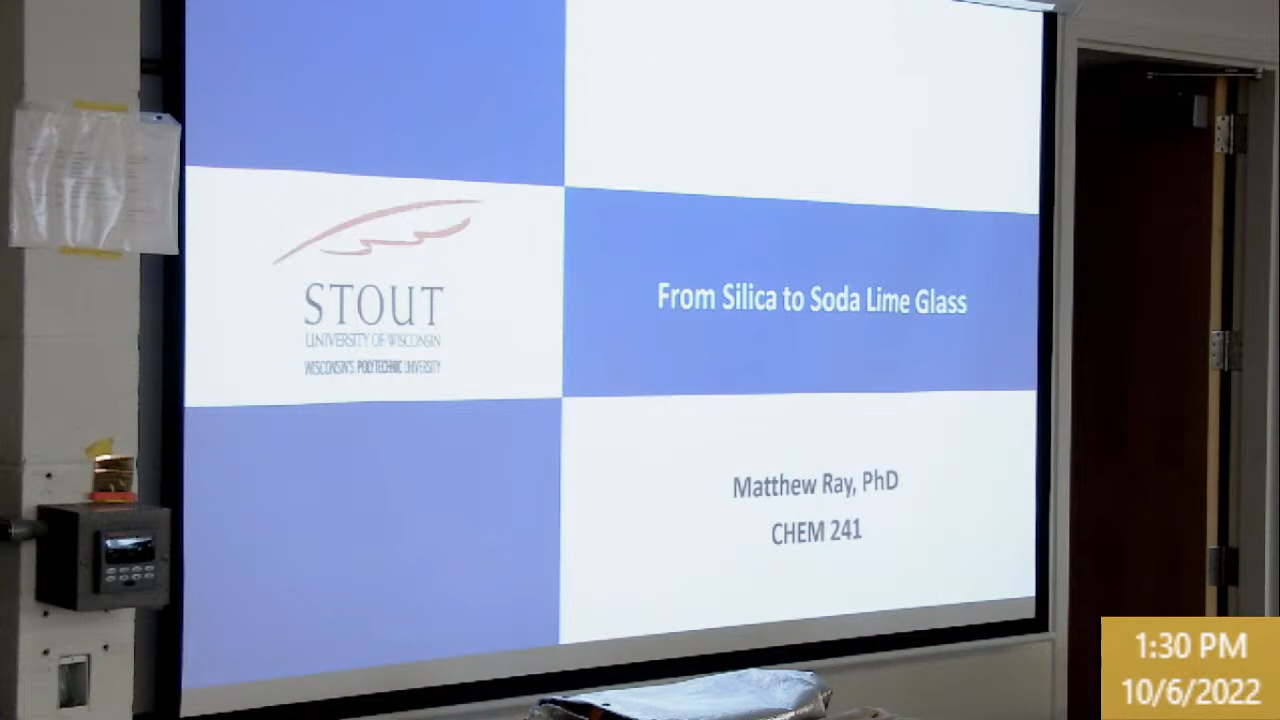 STOUT
UNIVERSITY OF WISCONSIN
WISCONSIN'S POLYTECHNIC UNIVERSITY
From Silica to Soda Lime Glass
Matthew Ray, PhD
CHEM 241
1:30 PM
10/6/2022